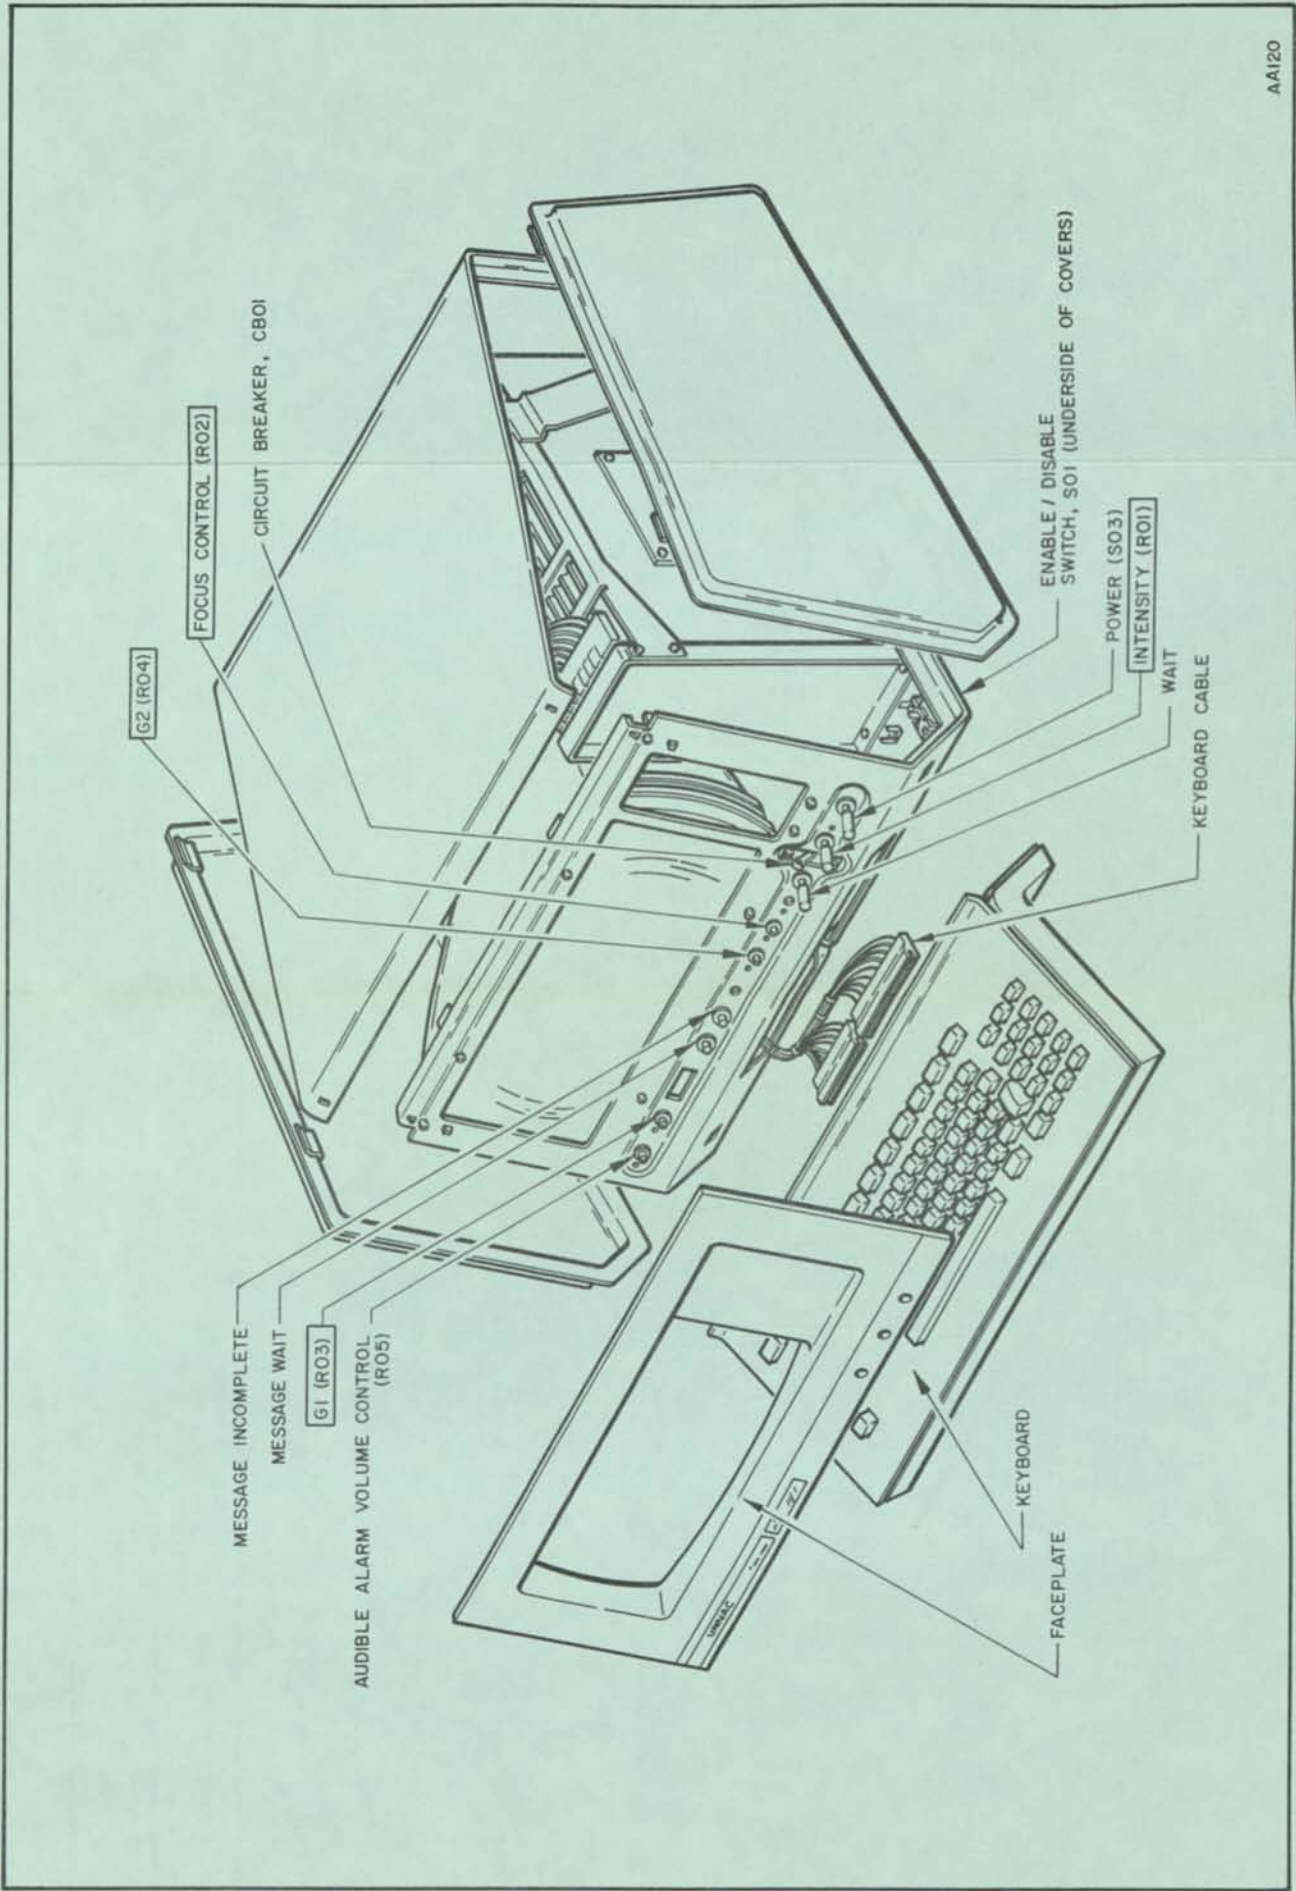 G2 (R04)
FOCUS CONTROL (R02)
CIRCUIT BREAKER, CB01
MESSAGE INCOMPLETE
MESSAGE WAIT
G1 (R03)
AUDIBLE ALARM VOLUME CONTROL
(R05)
ENABLE / DISABLE
SWITCH, S01 (UNDERSIDE OF COVERS)
POWER (S03)
INTENSITY (R01)
WAIT
KEYBOARD CABLE
KEYBOARD
FACEPLATE
UNIVAC
AA120